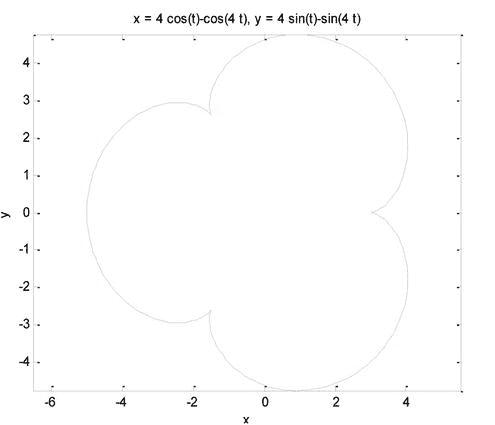 x = 4 cos(t)-cos(4 t), y = 4 sin(t)-sin(4 t)
4
3
2
1
0
-1
-2
-3
-4
y
-6 -4 -2 0 2 4
x